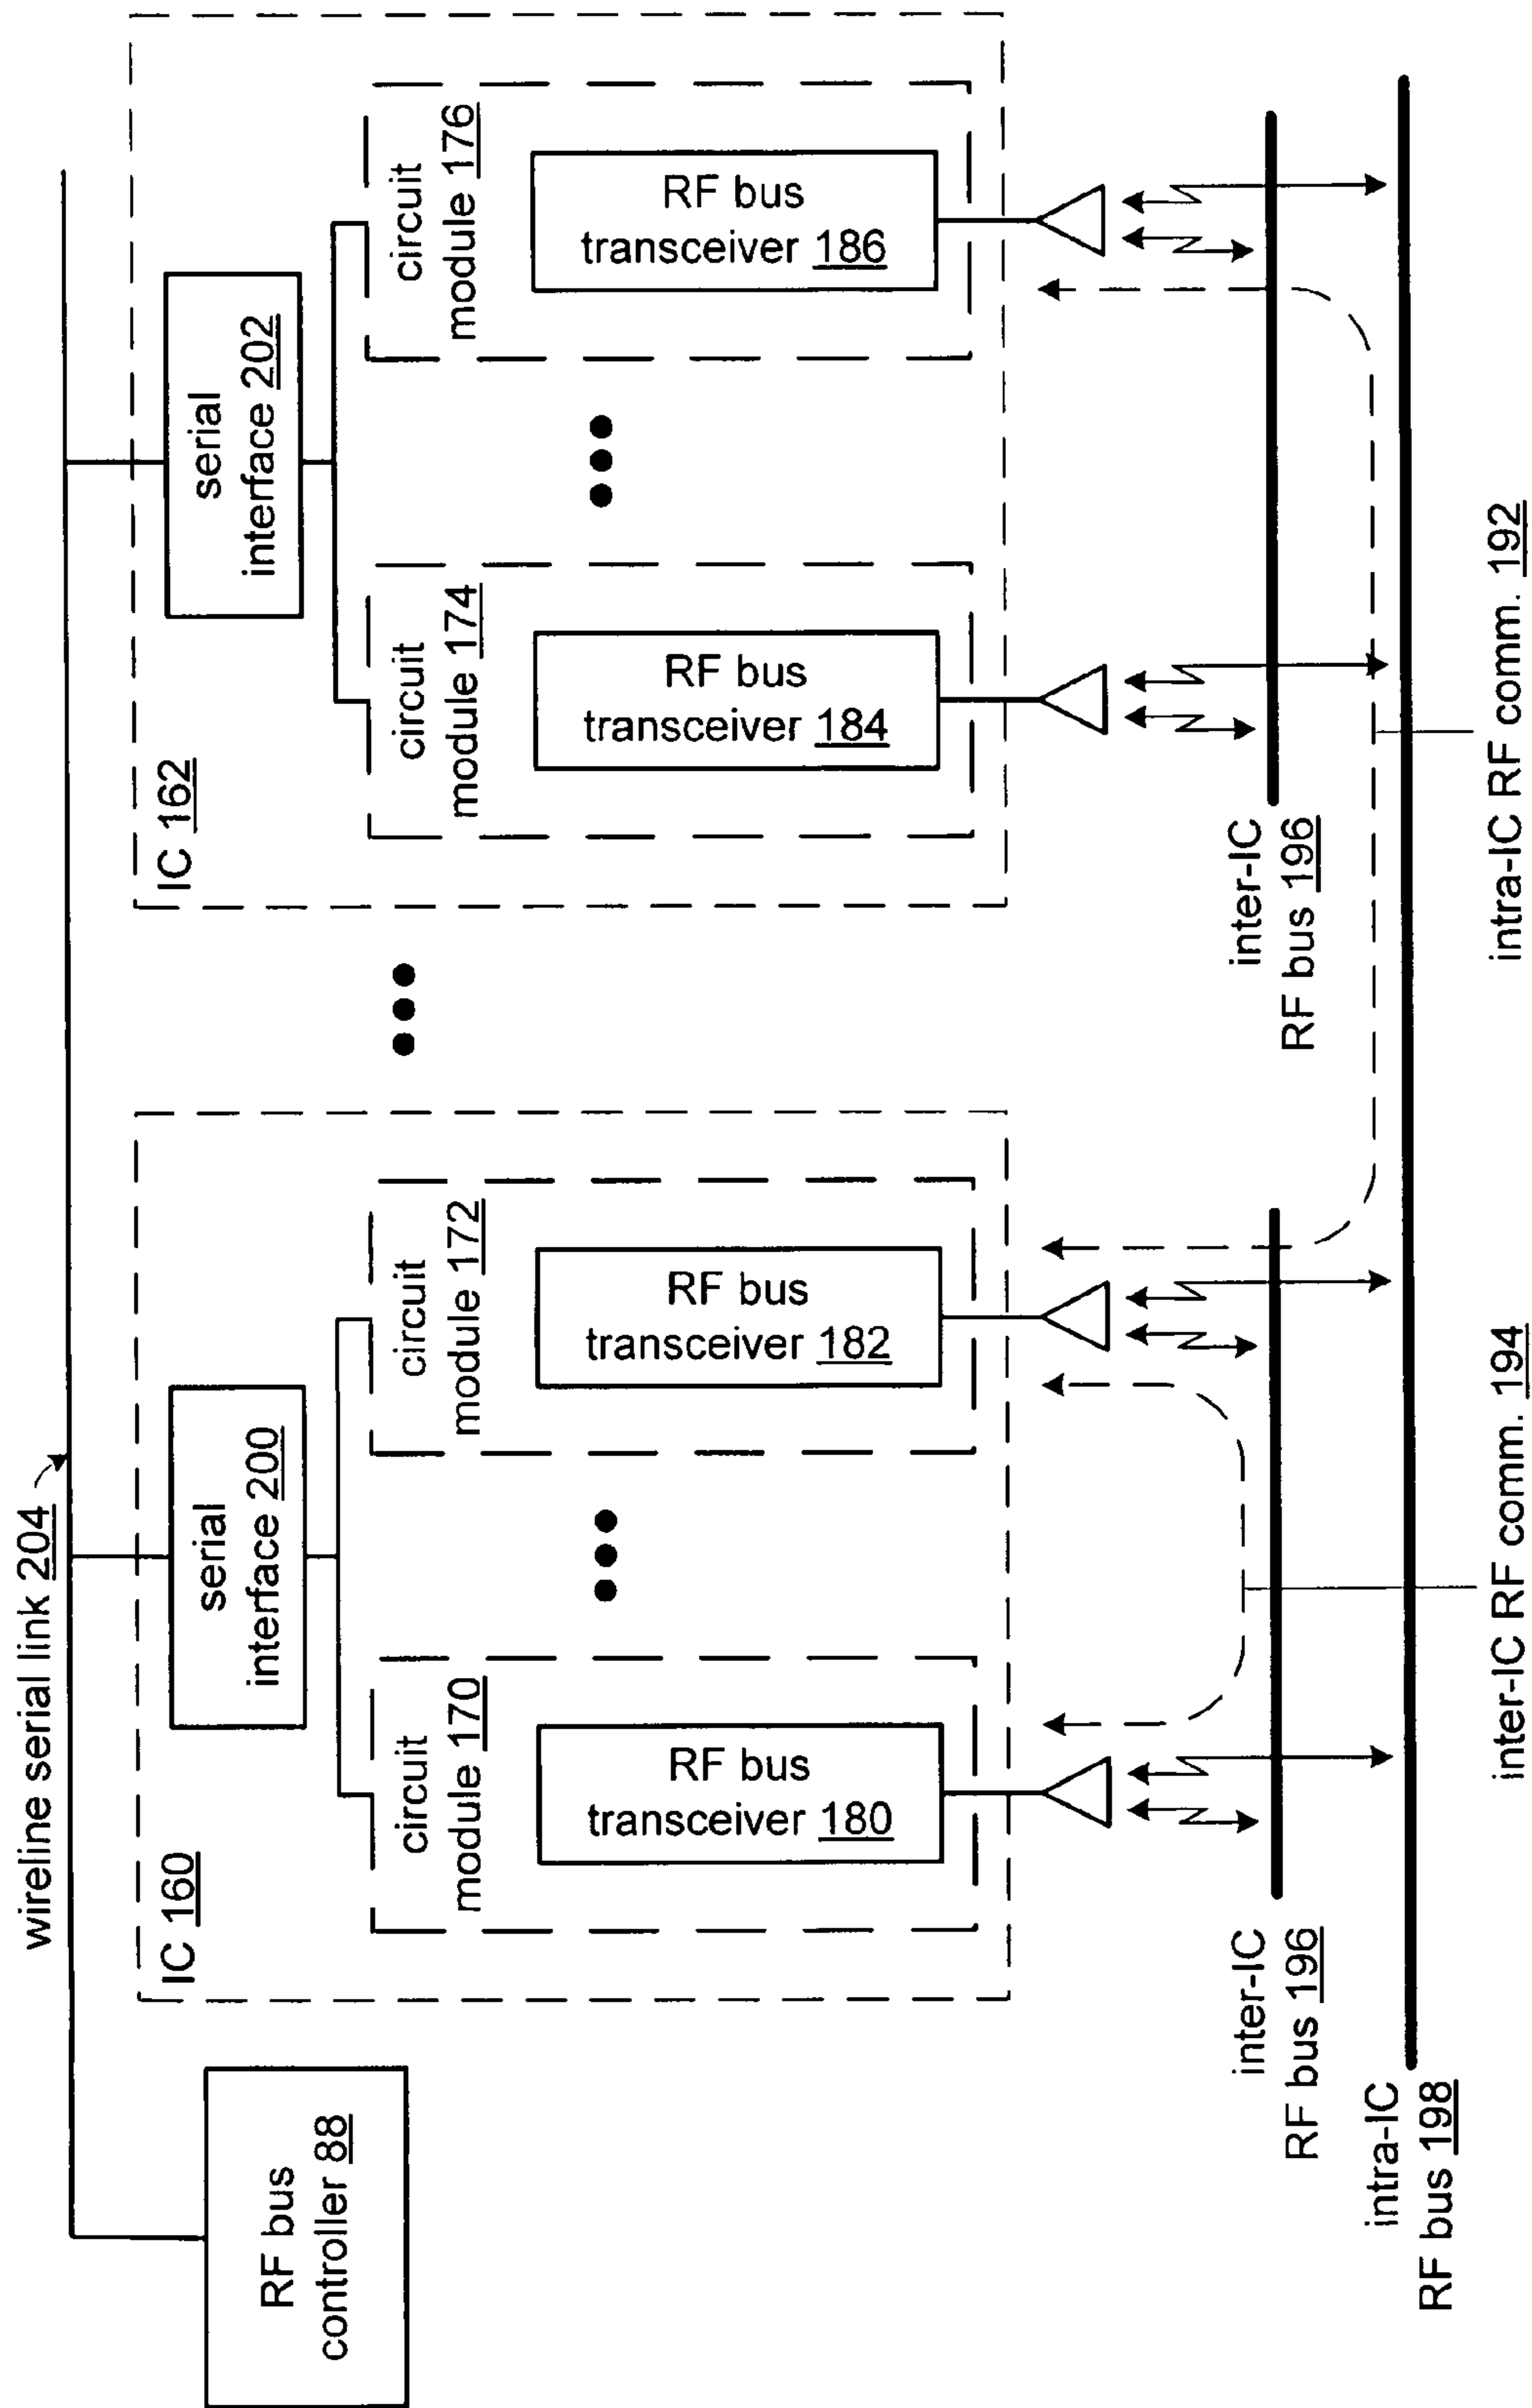 wireline serial link 204
RF bus
controller 88
IC 160
serial
interface 200
circuit
module 170
RF bus
transceiver 180
circuit
module 172
RF bus
transceiver 182
IC 162
serial
interface 202
circuit
module 174
RF bus
transceiver 184
circuit
module 176
RF bus
transceiver 186
inter-IC
RF bus 196
inter-IC
RF bus 196
intra-IC
RF bus 198
inter-IC RF comm. 194
intra-IC RF comm. 192